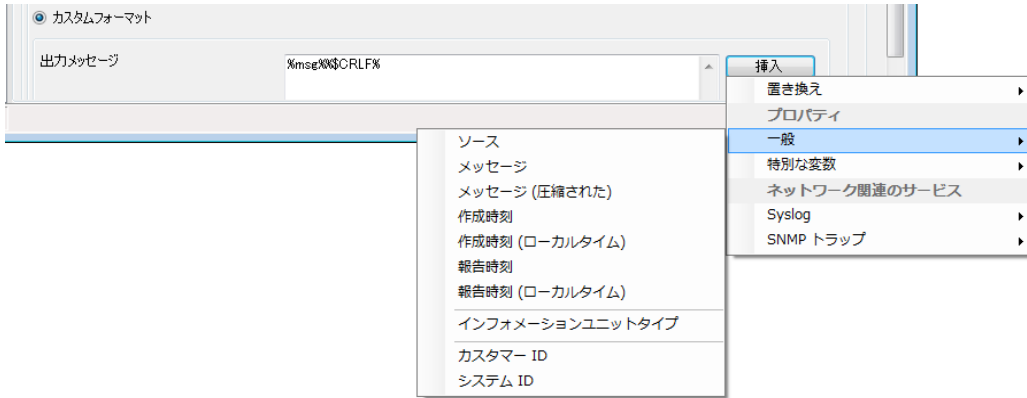 カスタムフォーマット
出力メッセージ
%msg%%$CRLF%
挿入
置き換え
プロパティ
一般
特別な変数
ネットワーク関連のサービス
Syslog
SNMP トラップ
ソース
メッセージ
メッセージ (圧縮された)
作成時刻
作成時刻 (ローカルタイム)
報告時刻
報告時刻 (ローカルタイム)
インフォメーションユニットタイプ
カスタマー ID
システム ID